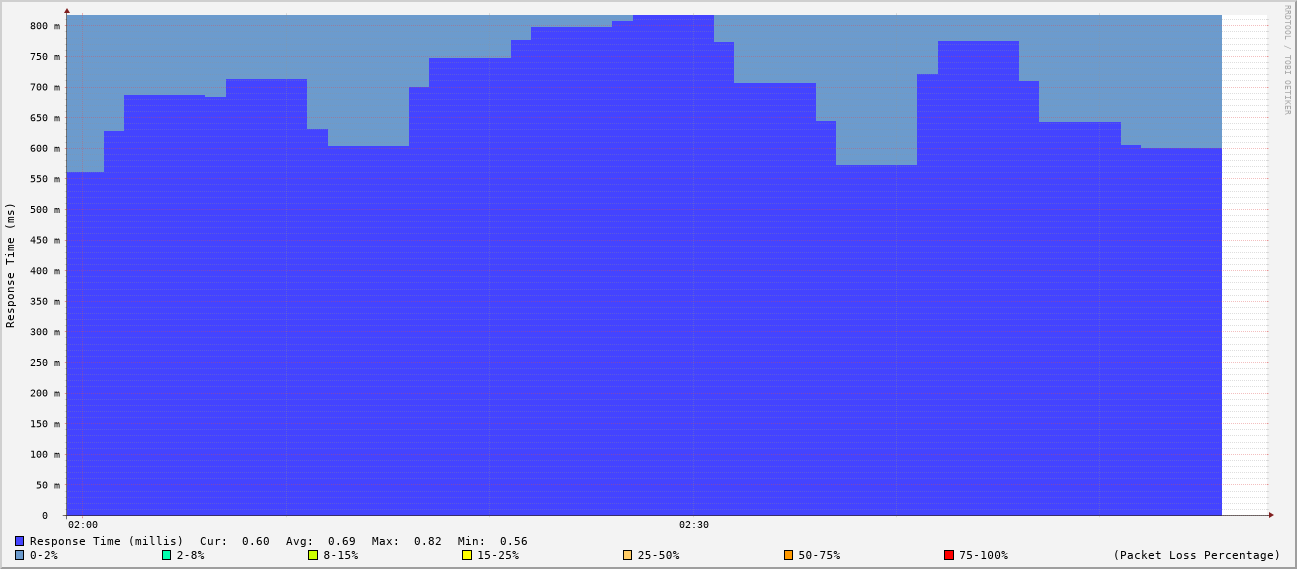 RRDTOOL / TOBI OETIKER
Response Time (ms)
800 m
750 m
700 m
650 m
600 m
550 m
500 m
450 m
400 m
350 m
300 m
250 m
200 m
150 m
100 m
50 m
0
02:00 02:30
Response Time (millis) Cur: 0.60 Avg: 0.69 Max: 0.82 Min: 0.56
0-2% 2-8% 8-15% 15-25% 25-50% 50-75% 75-100% (Packet Loss Percentage)